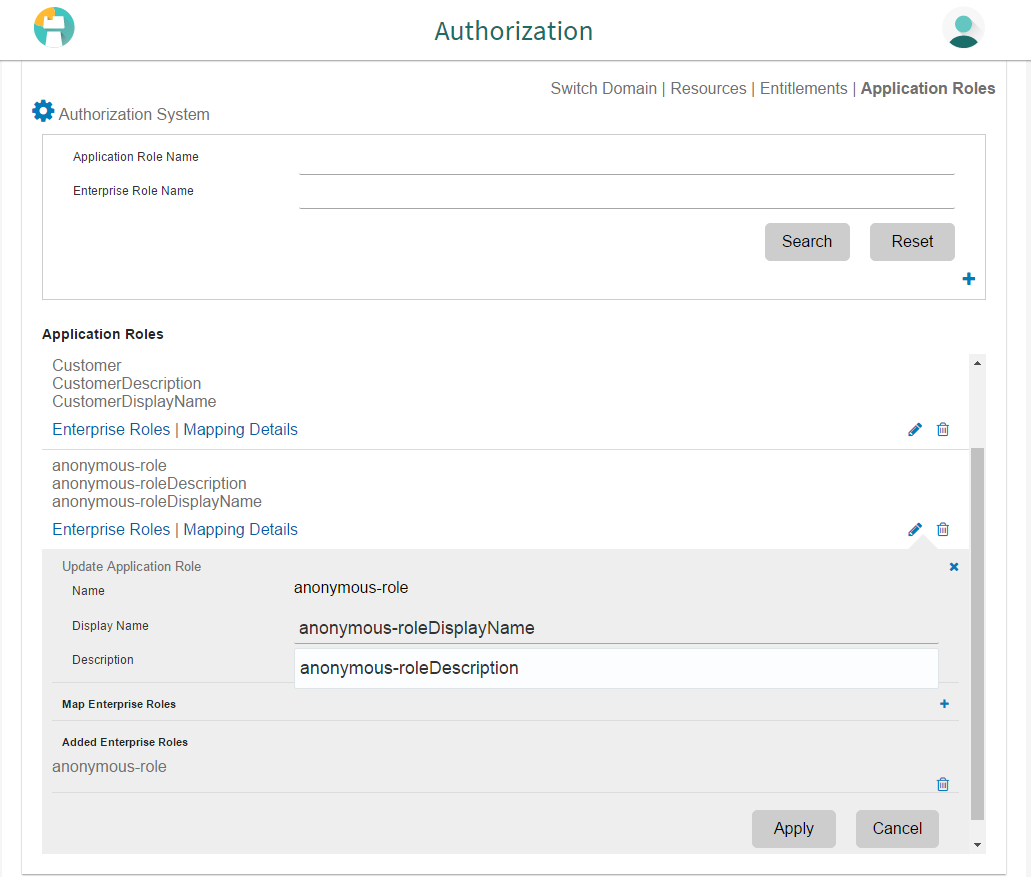 Authorization
Switch Domain | Resources | Entitlements | Application Roles
Authorization System
Application Role Name
Enterprise Role Name
Search Reset
Application Roles
Customer
CustomerDescription
CustomerDisplayName
Enterprise Roles | Mapping Details
anonymous-role
anonymous-roleDescription
anonymous-roleDisplayName
Enterprise Roles | Mapping Details
Update Application Role
Name anonymous-role
Display Name anonymous-roleDisplayName
Description anonymous-roleDescription
Map Enterprise Roles
Added Enterprise Roles
anonymous-role
Apply Cancel